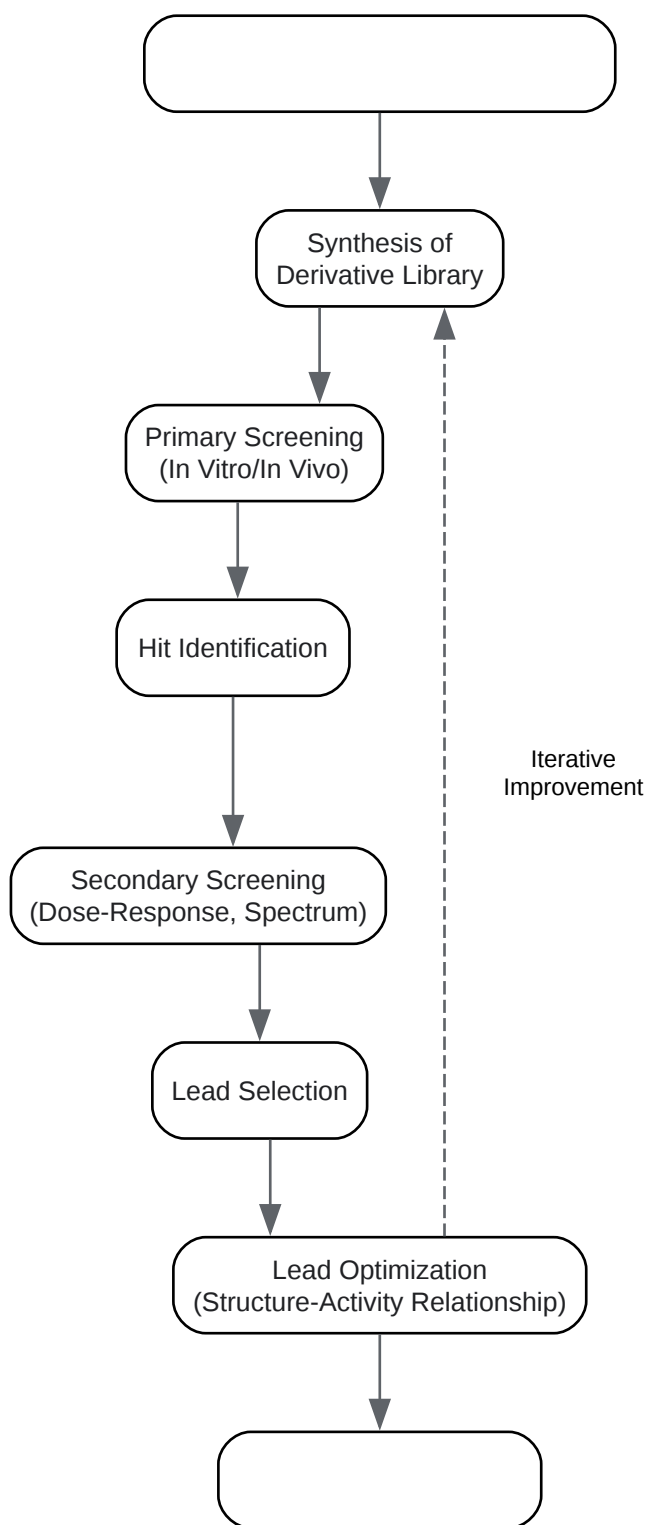 Synthesis of
Derivative Library
Primary Screening
(In Vitro/In Vivo)
Hit Identification
Iterative
Improvement
Secondary Screening
(Dose-Response, Spectrum)
Lead Selection
Lead Optimization
(Structure-Activity Relationship)